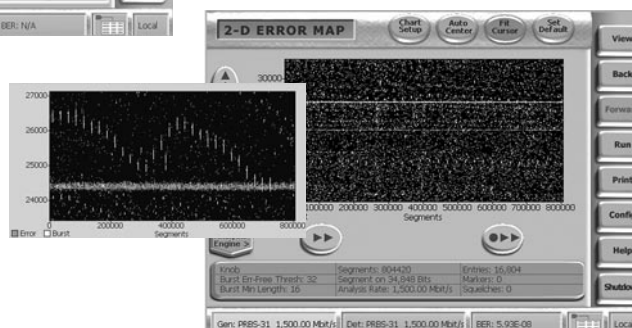 BER: N/A
Local
2-D ERROR MAP
Chart Setup
Auto Center
Fit Cursor
Set Default
View
Back
Forwa
Run
Print
Confi
Help
Shutdow
30000
27000
26000
25000
24000
0 200000 400000 600000 800000
Error Burst
Segments
100000 200000 300000 400000 500000 600000 700000 800000
Segments
Engine >
Knob
Burst Err-Free Thresh: 32
Burst Min Length: 16
Segments: 804420
Segment on 34,848 Bits
Analysis Rate: 1,500.00 Mbit/s
Entries: 16,804
Markers: 0
Squelches: 0
Gen: PRBS-31 1,500.00 Mbit/s
Det: PRBS-31 1,500.00 Mbit/s
BER: 5.93E-08
Loca